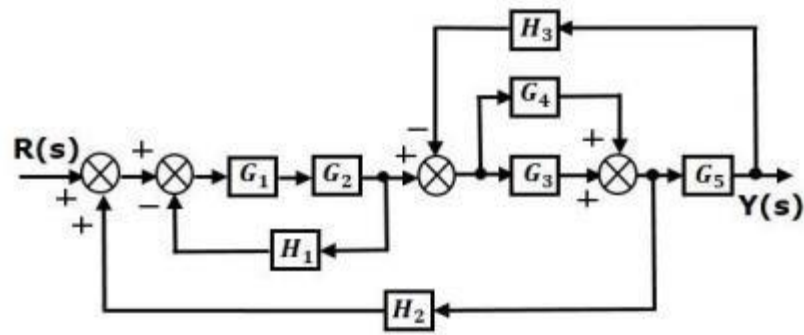 H₃
G₄
R(s) + + − + G₁ G₂ + − G₃ + + G₅ Y(s)
+
H₁
H₂